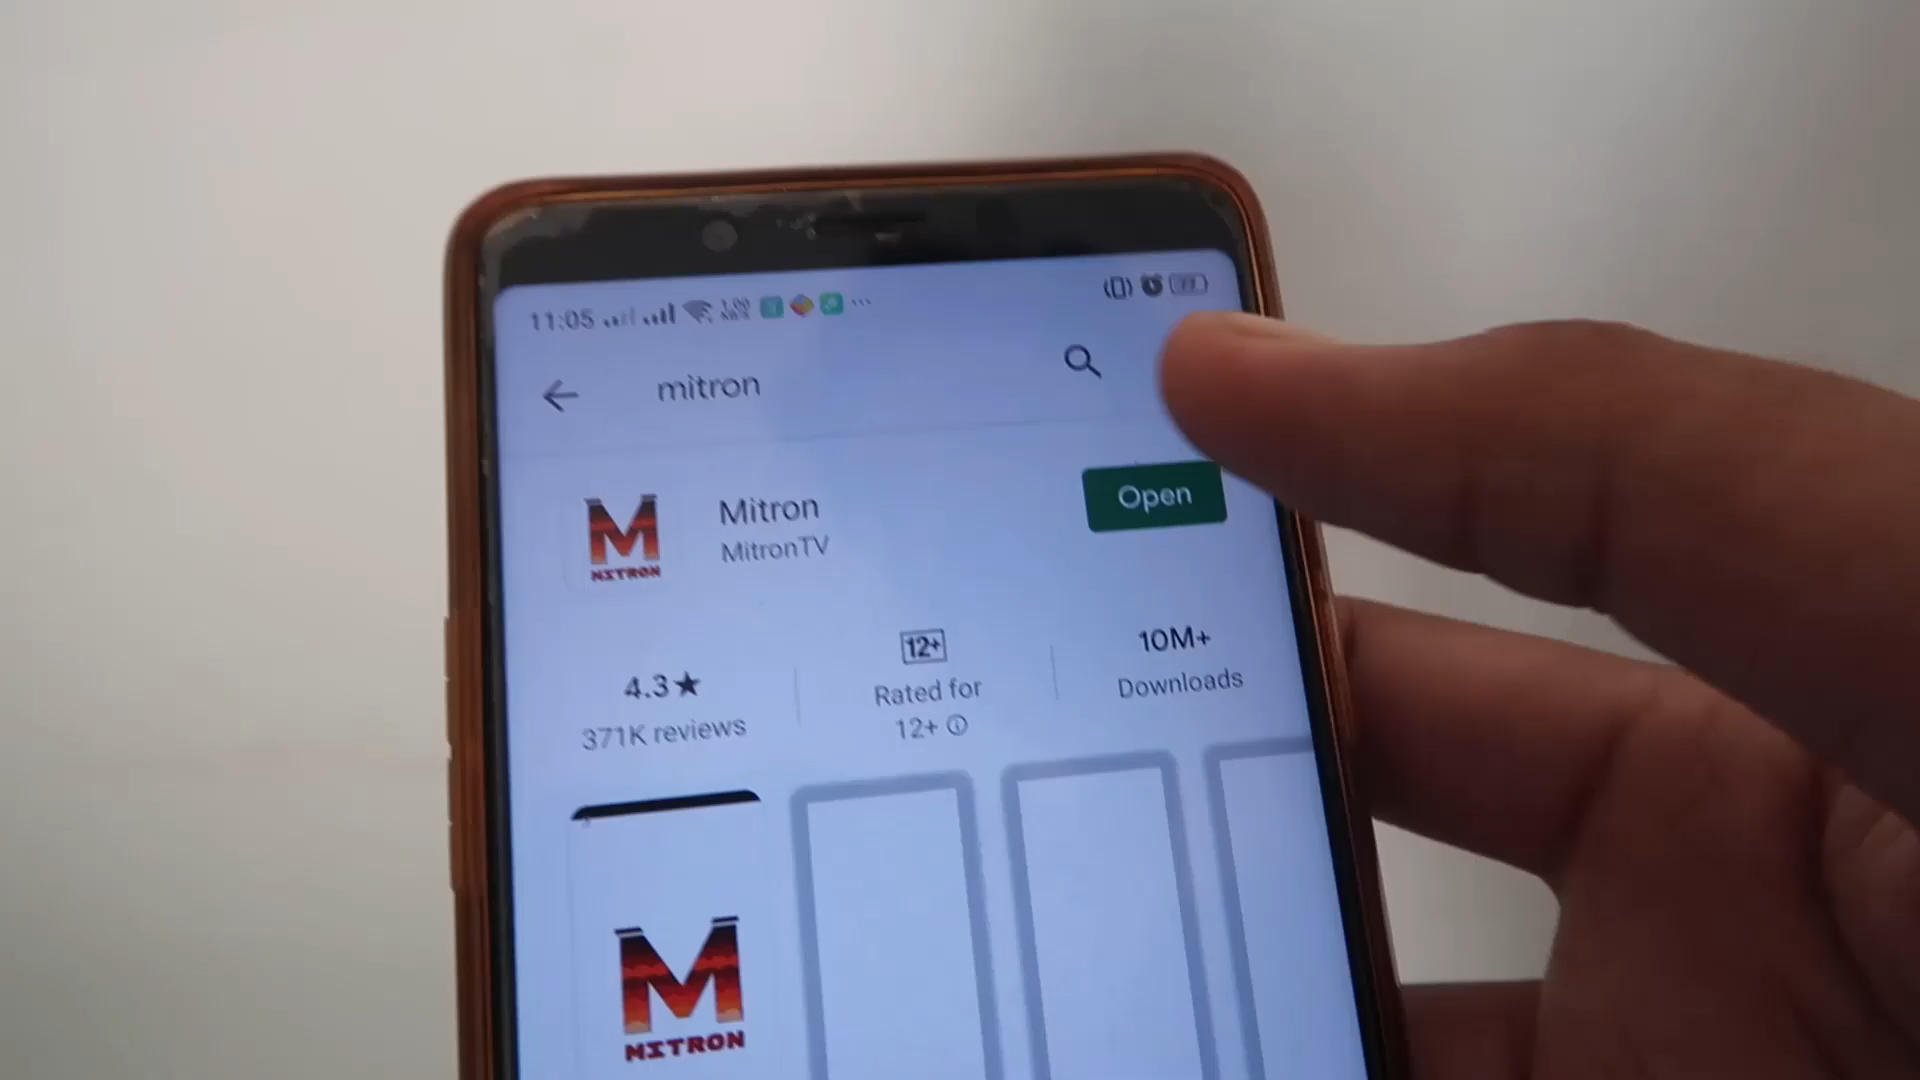 11:05
mitron
Mitron
MitronTV
Open
MITRON
4.3★
371K reviews
12+
Rated for
12+
10M+
Downloads
MITRON